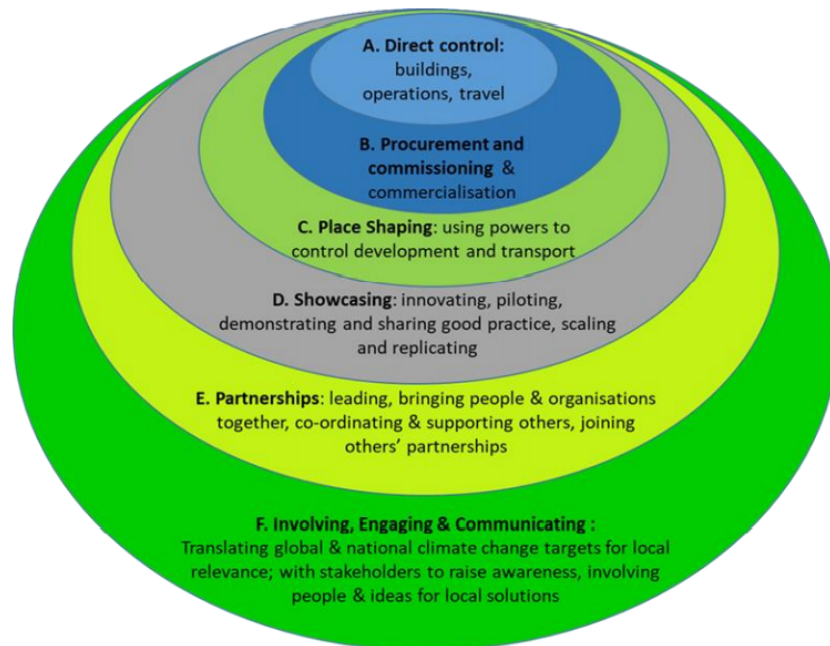 A. Direct control:
buildings,
operations, travel
B. Procurement and
commissioning &
commercialisation
C. Place Shaping: using powers to
control development and transport
D. Showcasing: innovating, piloting,
demonstrating and sharing good practice, scaling
and replicating
E. Partnerships: leading, bringing people & organisations
together, co-ordinating & supporting others, joining
others’ partnerships
F. Involving, Engaging & Communicating :
Translating global & national climate change targets for local
relevance; with stakeholders to raise awareness, involving
people & ideas for local solutions